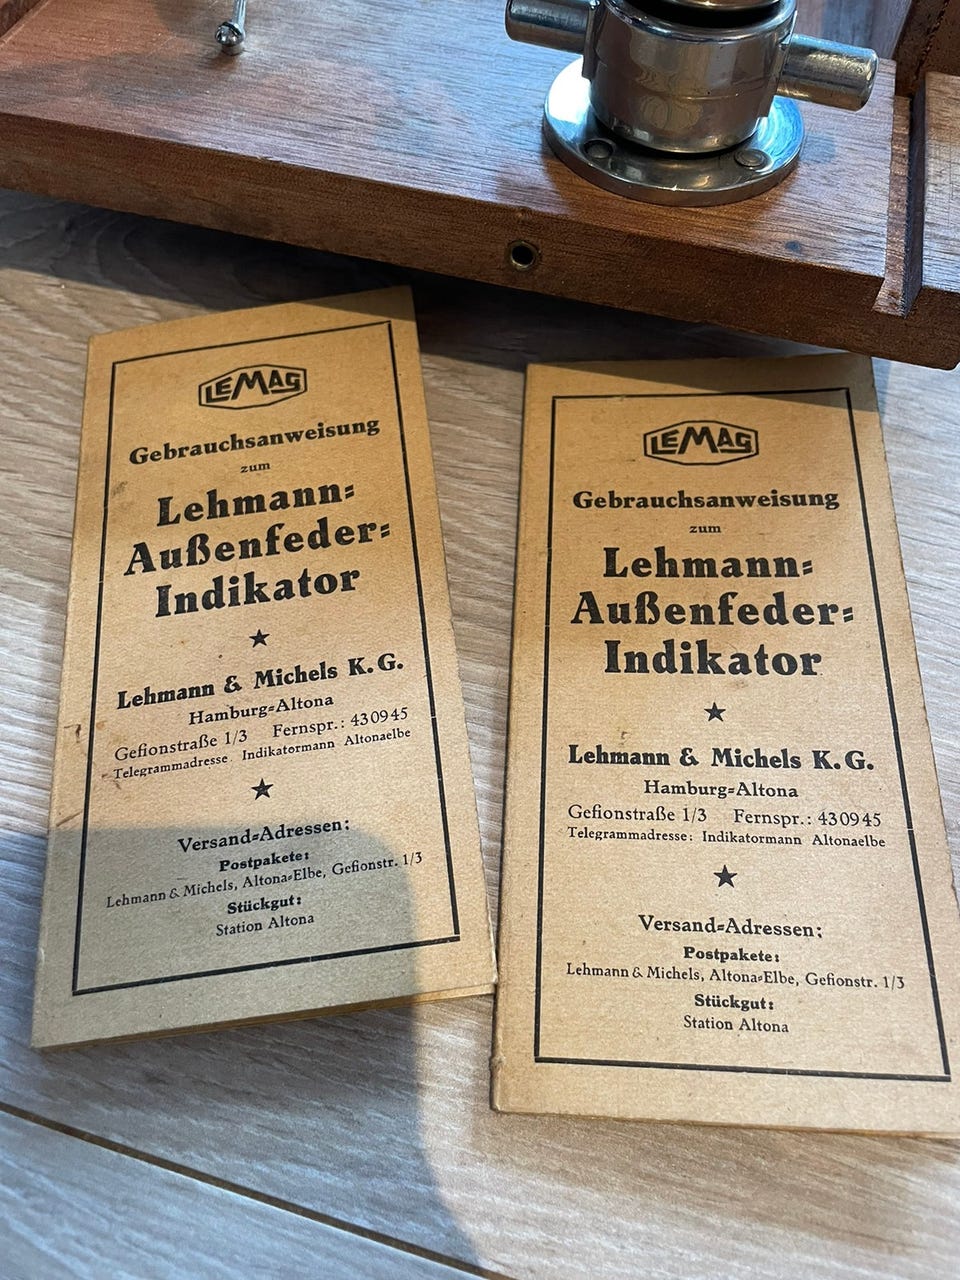 LEMAG
Gebrauchsanweisung
zum
Lehmann=
Außenfeder=
Indikator
Lehmann & Michels K.G.
Hamburg=Altona
Gefionstraße 1/3 Fernspr.: 430945
Telegrammadresse: Indikatormann Altonaelbe
Versand=Adressen:
Postpakete:
Lehmann & Michels, Altona=Elbe, Gefionstr. 1/3
Stückgut:
Station Altona
LEMAG
Gebrauchsanweisung
zum
Lehmann=
Außenfeder=
Indikator
Lehmann & Michels K.G.
Hamburg=Altona
Gefionstraße 1/3 Fernspr.: 430945
Telegrammadresse: Indikatormann Altonaelbe
Versand=Adressen:
Postpakete:
Lehmann & Michels, Altona=Elbe, Gefionstr. 1/3
Stückgut:
Station Altona